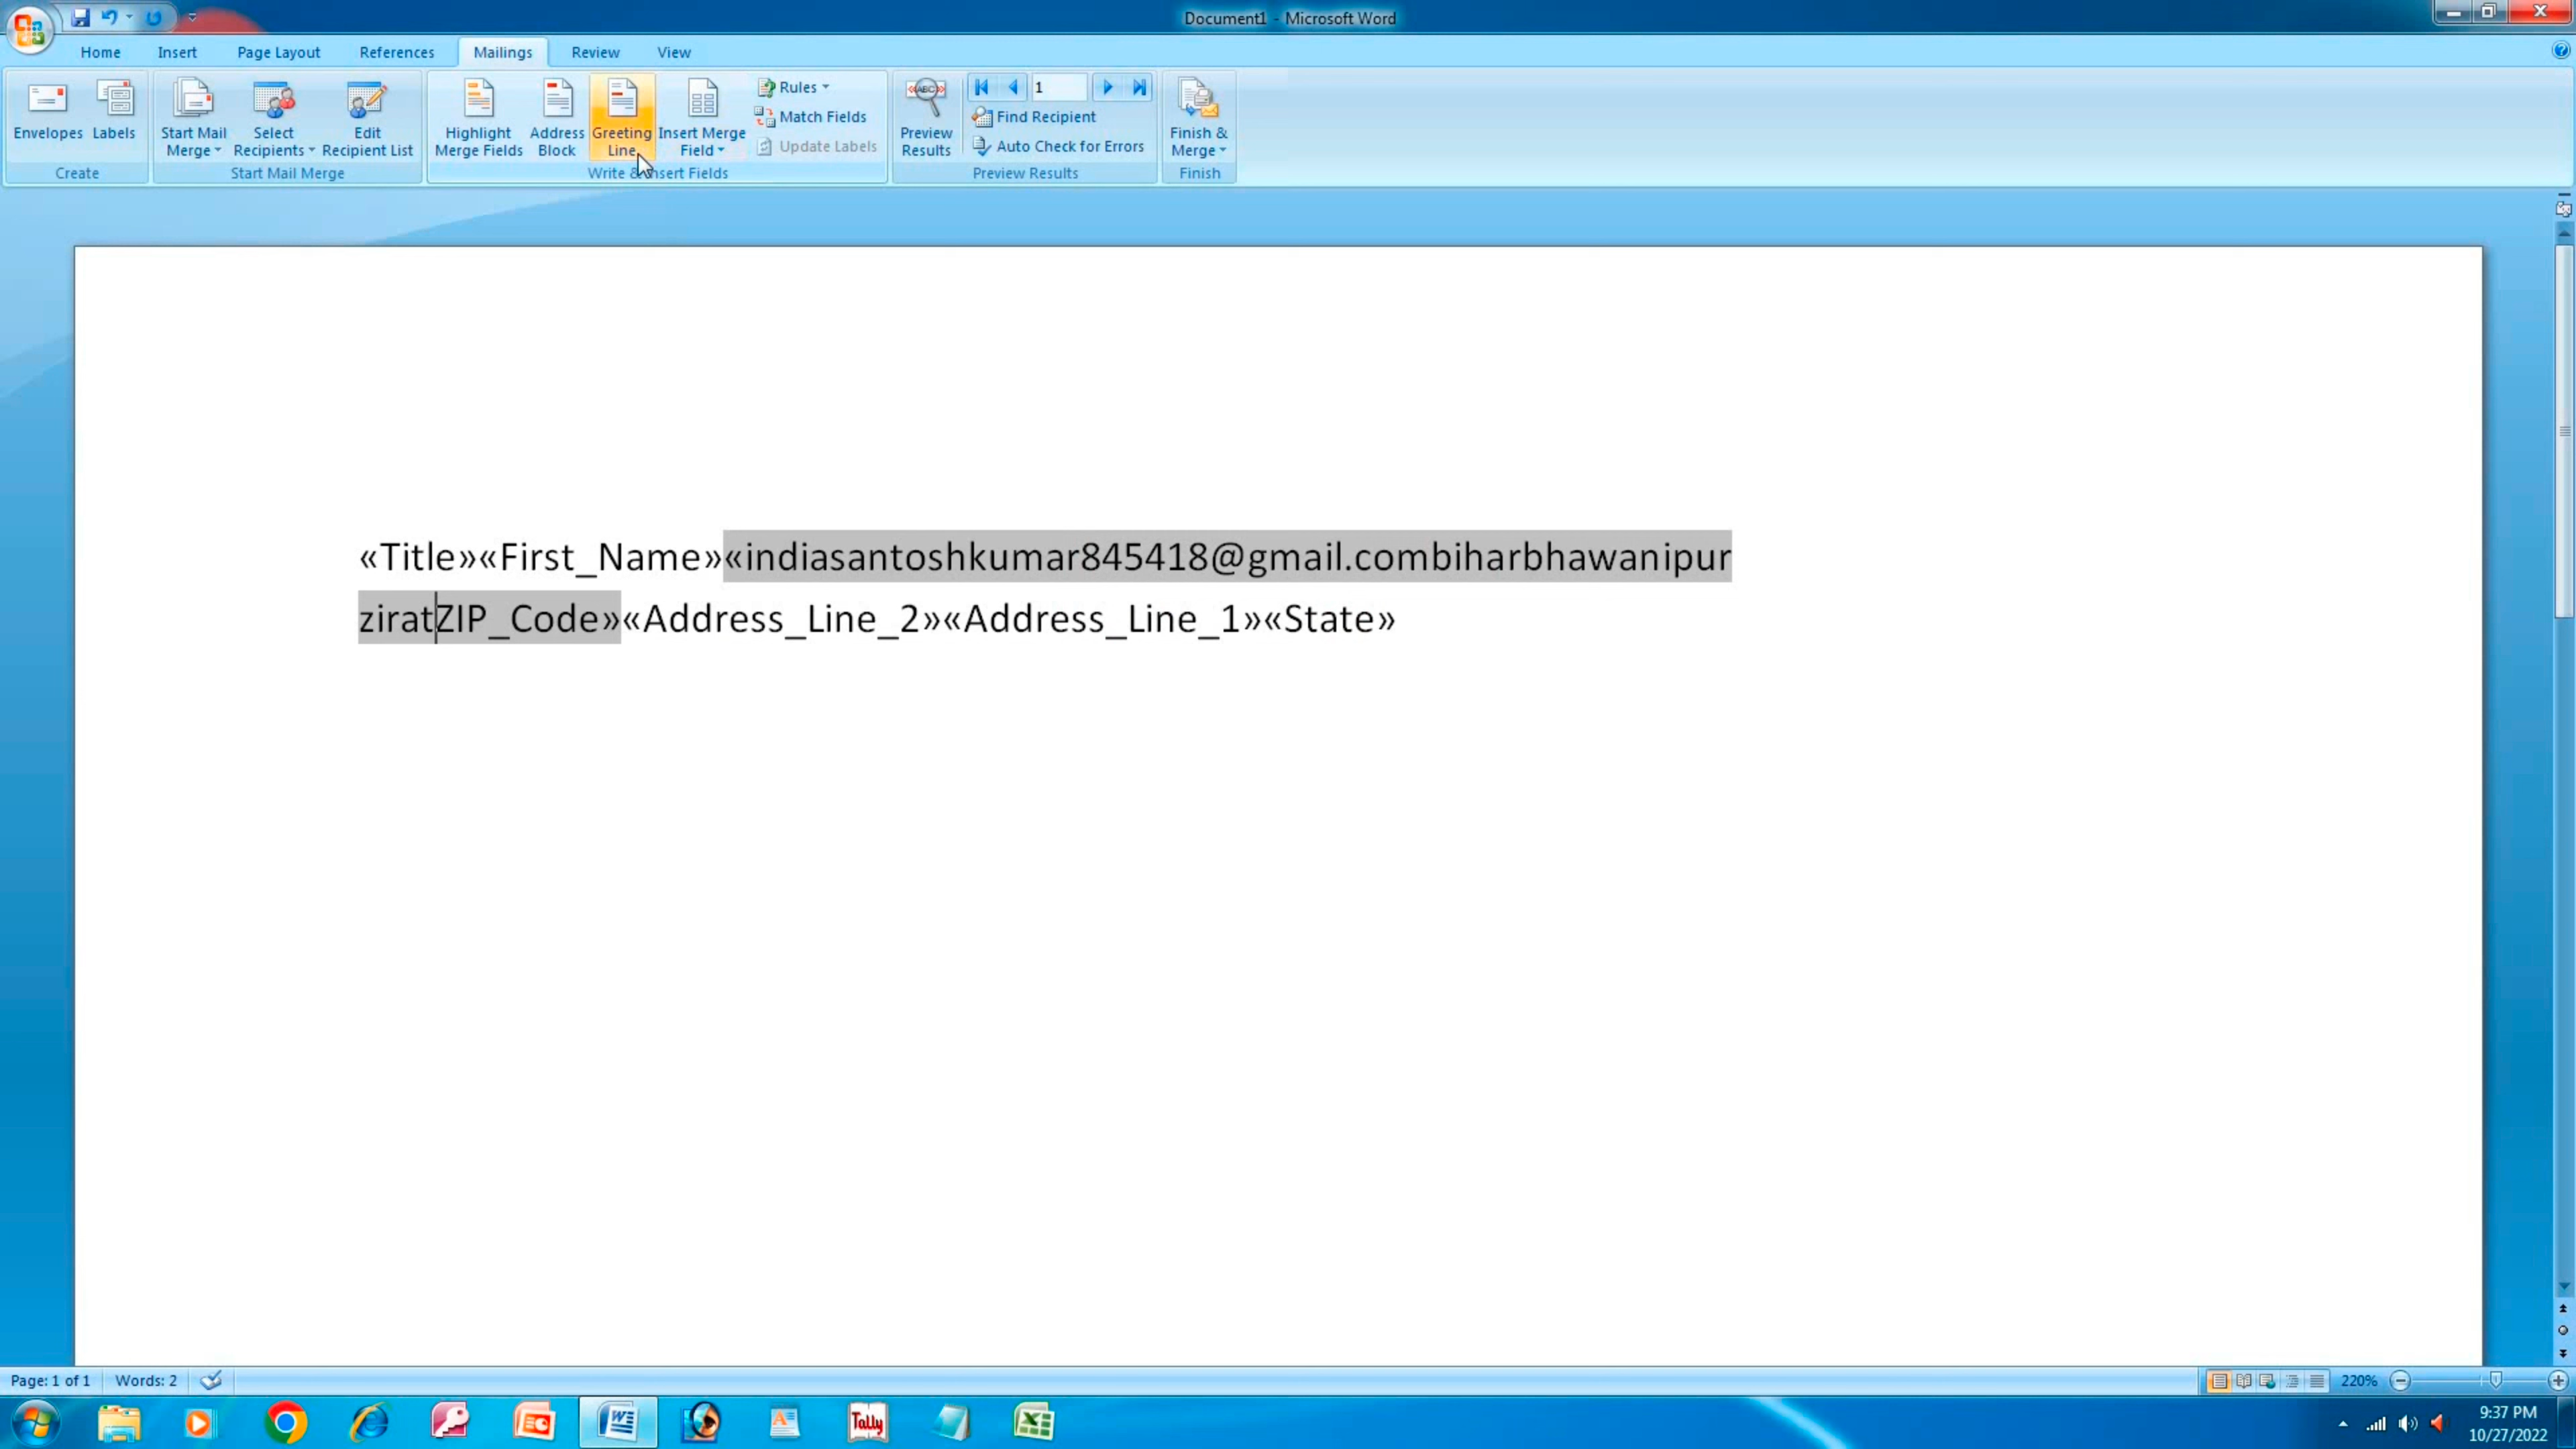 Document1 - Microsoft Word
Home Insert Page Layout References Mailings Review View
Envelopes Labels
Create
Start Mail Merge
Select Recipients
Edit Recipient List
Start Mail Merge
Highlight Merge Fields
Address Block
Greeting Line
Insert Merge Field
Rules
Match Fields
Update Labels
Write & Insert Fields
Preview Results
1
Find Recipient
Auto Check for Errors
Preview Results
Finish & Merge
Finish
«Title»«First_Name»«indiasantoshkumar845418@gmail.combiharbhawanipur
ziratZIP_Code»«Address_Line_2»«Address_Line_1»«State»
Page: 1 of 1 Words: 2
220%
Tally
9:37 PM
10/27/2022